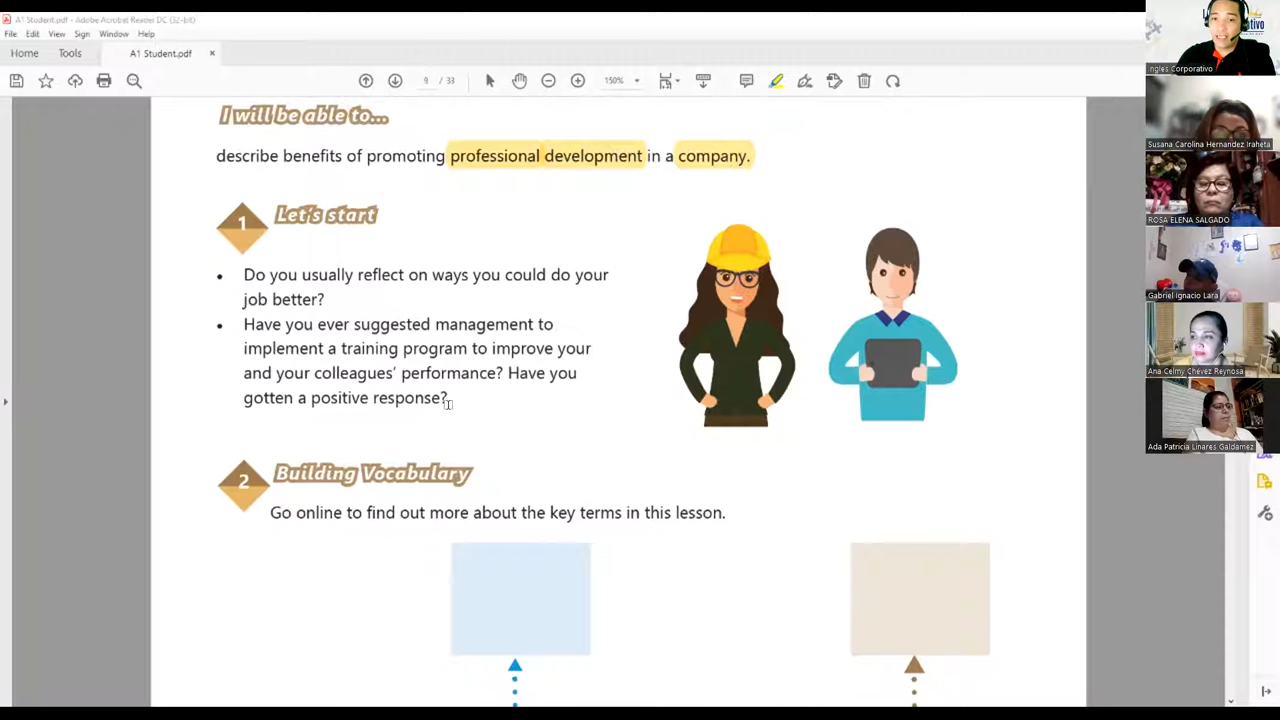 A1 Student.pdf - Adobe Acrobat Reader DC (32-bit)
File Edit View Sign Window Help
Home Tools A1 Student.pdf ×
9 / 33 150%
I will be able to...
describe benefits of promoting professional development in a company.
1 Let's start
• Do you usually reflect on ways you could do your
job better?
• Have you ever suggested management to
implement a training program to improve your
and your colleagues' performance? Have you
gotten a positive response?
2 Building Vocabulary
Go online to find out more about the key terms in this lesson.
Ingles Corporativo
Susana Carolina Hernandez Iraheta
ROSA ELENA SALGADO
Gabriel Ignacio Lara
Ana Celmy Chévez Reynosa
Ada Patricia Linares Galdamez